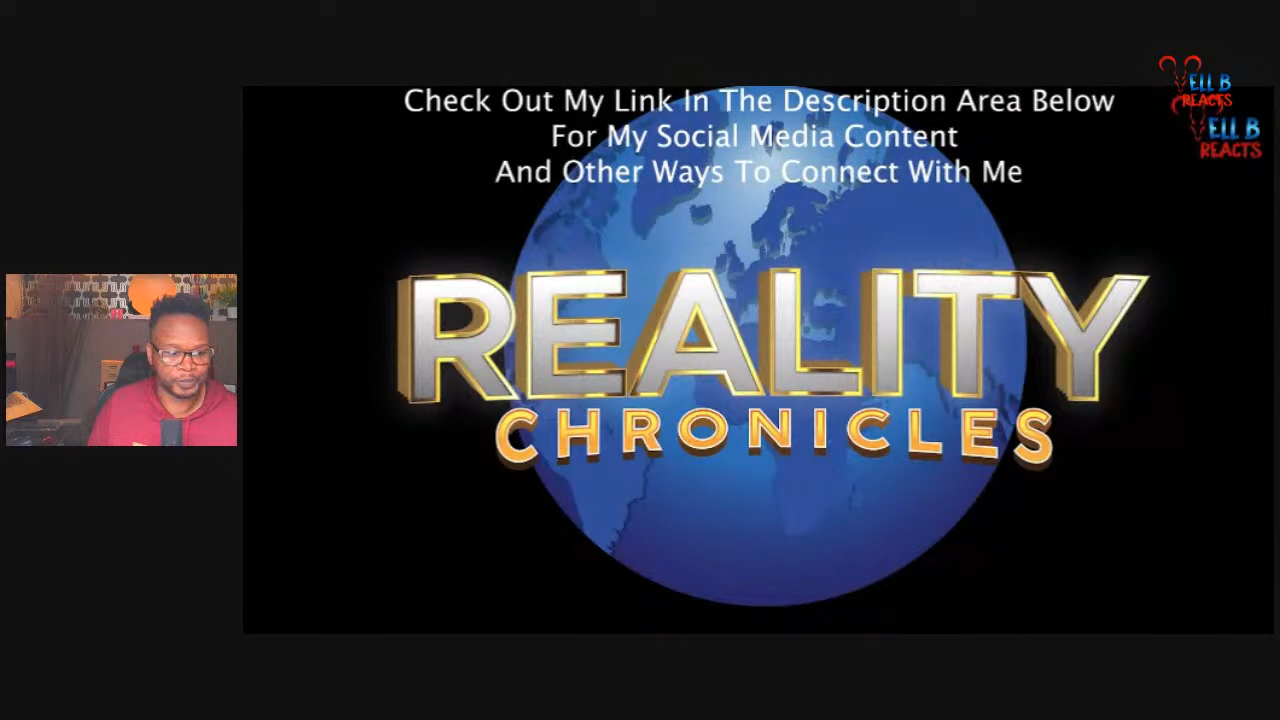 Check Out My Link In The Description Area Below
For My Social Media Content
And Other Ways To Connect With Me
REALITY
CHRONICLES
ELL B
REACTS
ELL B
REACTS